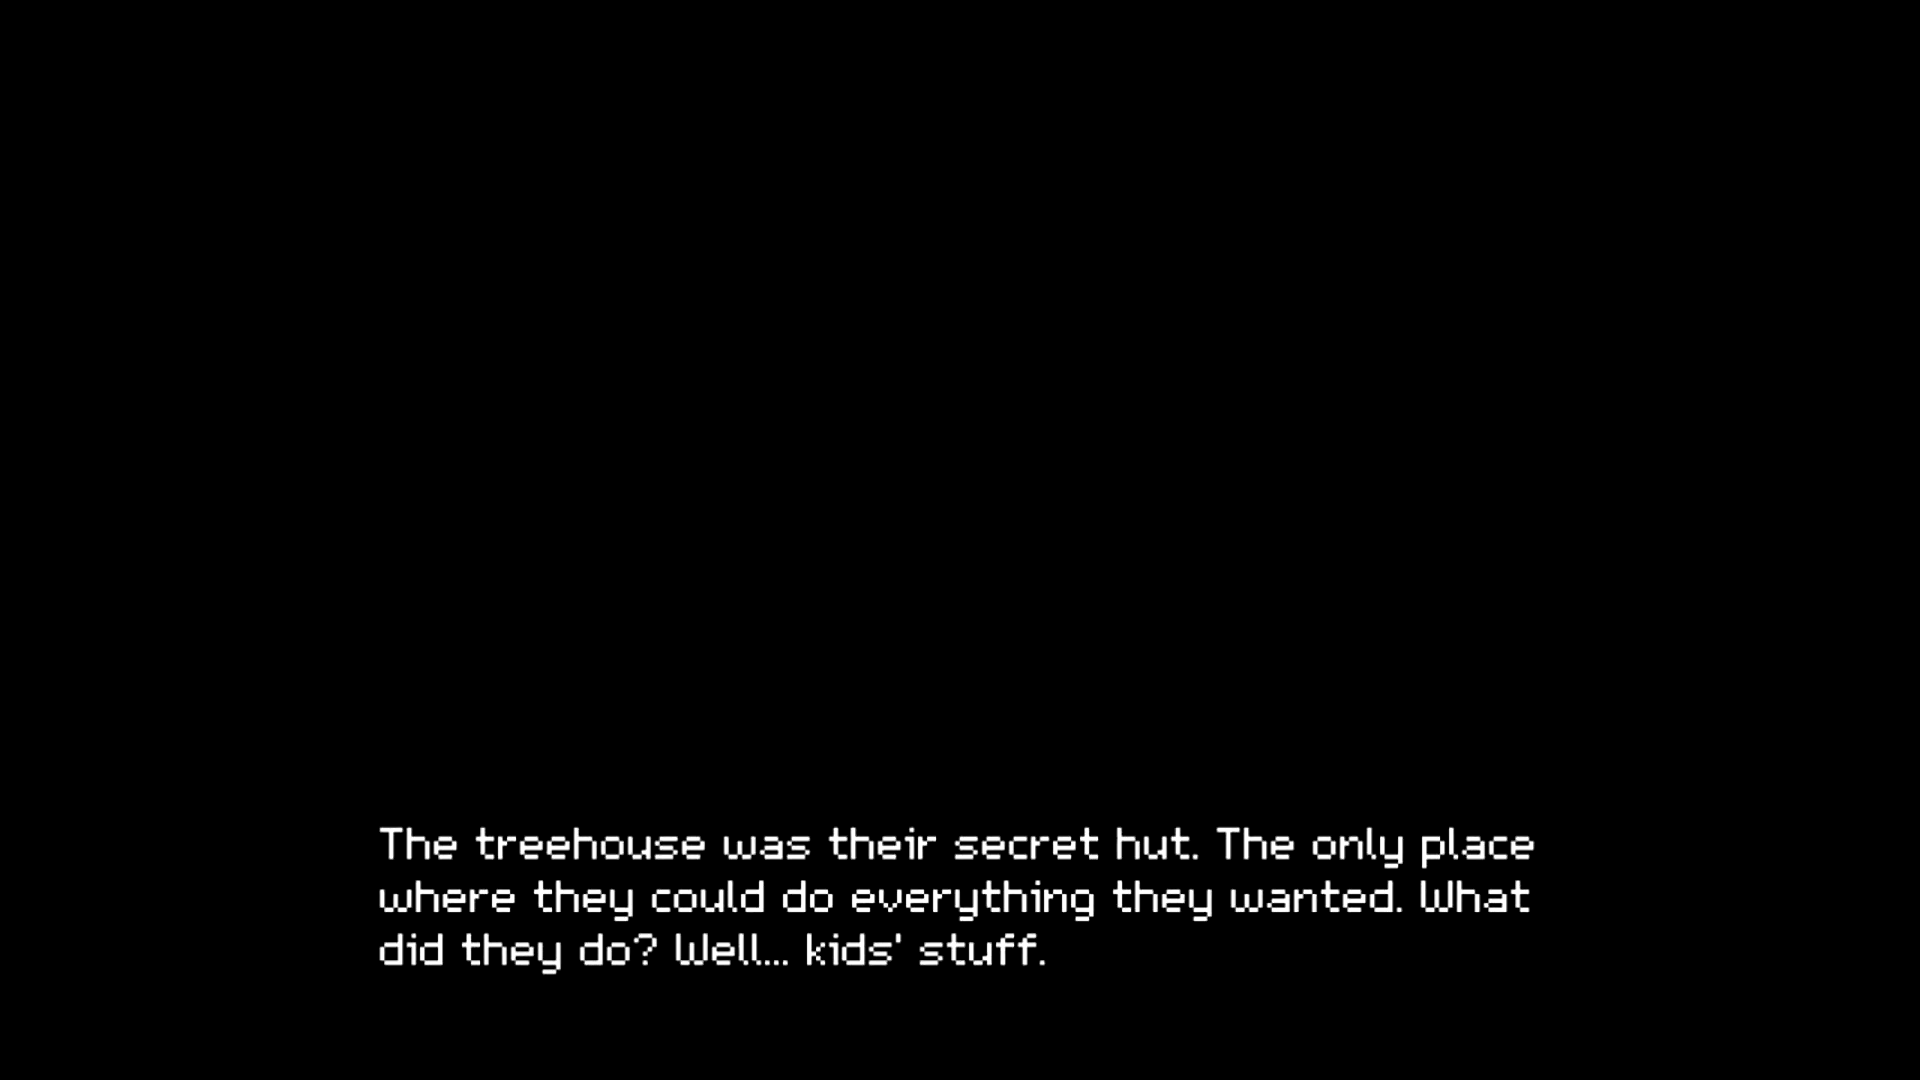 The treehouse was their secret hut. The only place
where they could do everything they wanted. What
did they do? Well... kids' stuff.